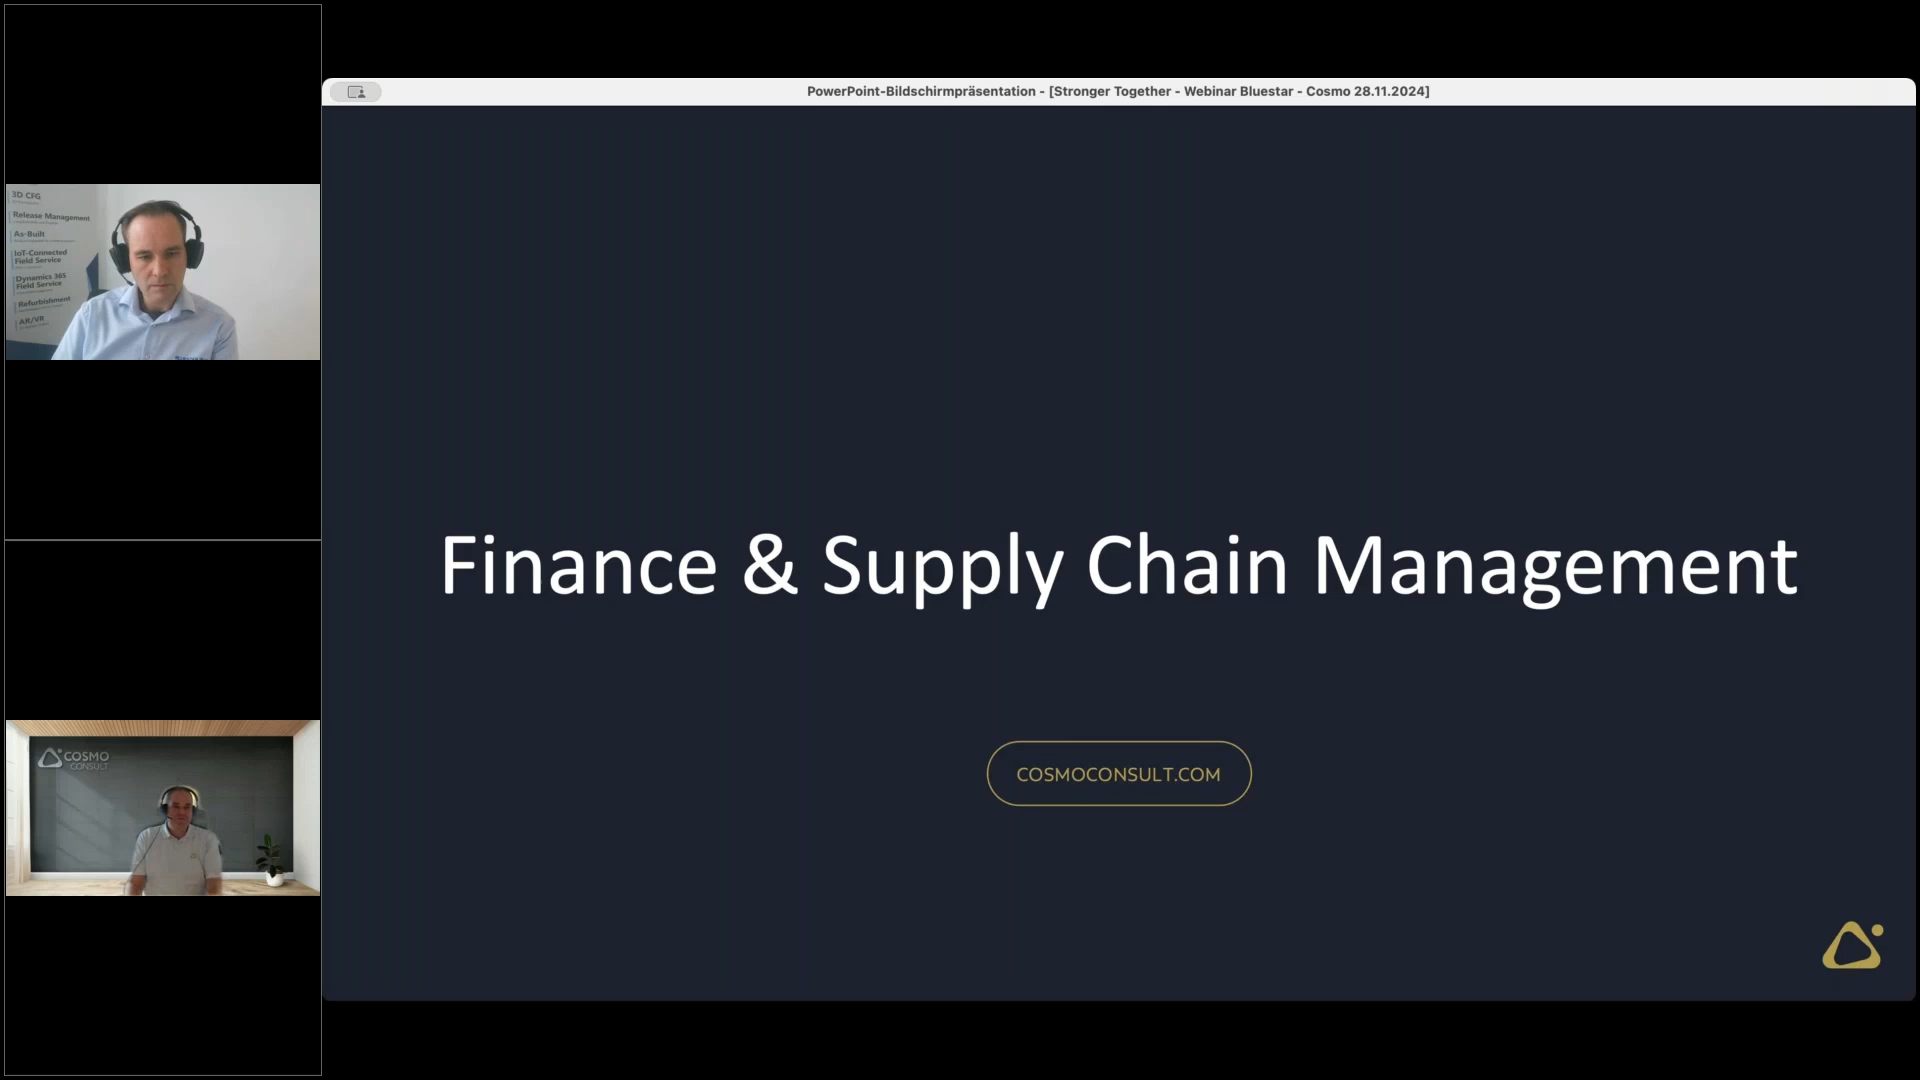 PowerPoint-Bildschirmpräsentation - [Stronger Together - Webinar Bluestar - Cosmo 28.11.2024]
3D CFG
Release Management
As-Built
IoT-Connected
Field Service
Dynamics 365
Field Service
Refurbishment
AR/VR
Finance & Supply Chain Management
COSMOCONSULT.COM
COSMO
CONSULT